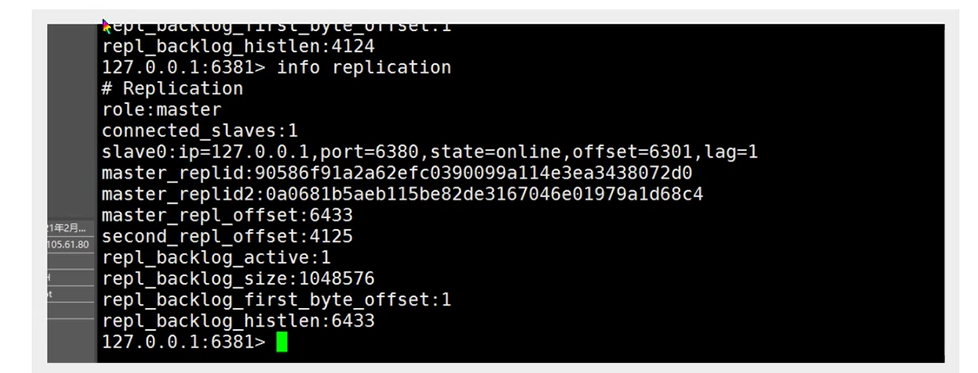 repl_backlog_first_byte_offset:1
repl_backlog_histlen:4124
127.0.0.1:6381> info replication
# Replication
role:master
connected_slaves:1
slave0:ip=127.0.0.1,port=6380,state=online,offset=6301,lag=1
master_replid:90586f91a2a62efc0390099a114e3ea3438072d0
master_replid2:0a0681b5aeb115be82de3167046e01979a1d68c4
master_repl_offset:6433
second_repl_offset:4125
repl_backlog_active:1
repl_backlog_size:1048576
repl_backlog_first_byte_offset:1
repl_backlog_histlen:6433
127.0.0.1:6381>
1年2月...
105.61.80